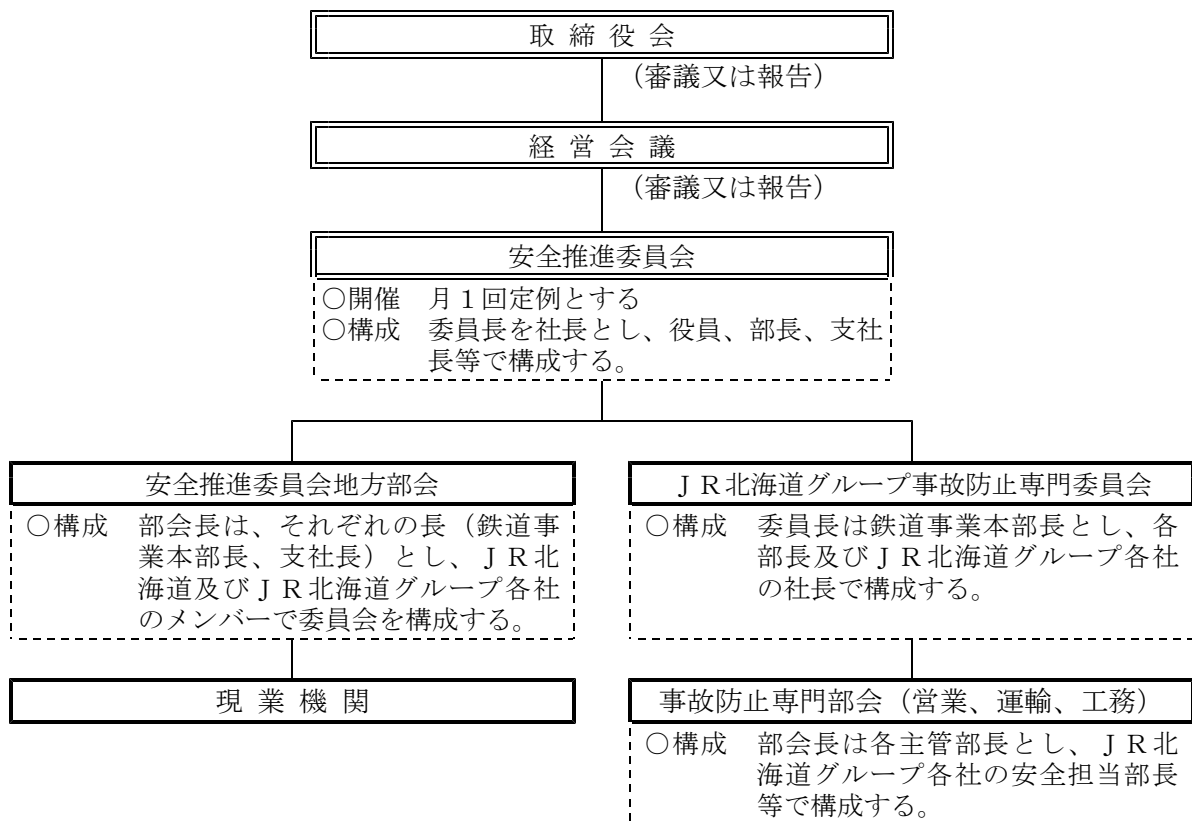 取 締 役 会
（審議又は報告）
経 営 会 議
（審議又は報告）
安全推進委員会
○開催　月１回定例とする
○構成　委員長を社長とし、役員、部長、支社
長等で構成する。
安全推進委員会地方部会
○構成　部会長は、それぞれの長（鉄道事
業本部長、支社長）とし、ＪＲ北
海道及びＪＲ北海道グループ各社
のメンバーで委員会を構成する。
現 業 機 関
ＪＲ北海道グループ事故防止専門委員会
○構成　委員長は鉄道事業本部長とし、各
部長及びＪＲ北海道グループ各社
の社長で構成する。
事故防止専門部会（営業、運輸、工務）
○構成　部会長は各主管部長とし、ＪＲ北
海道グループ各社の安全担当部長
等で構成する。